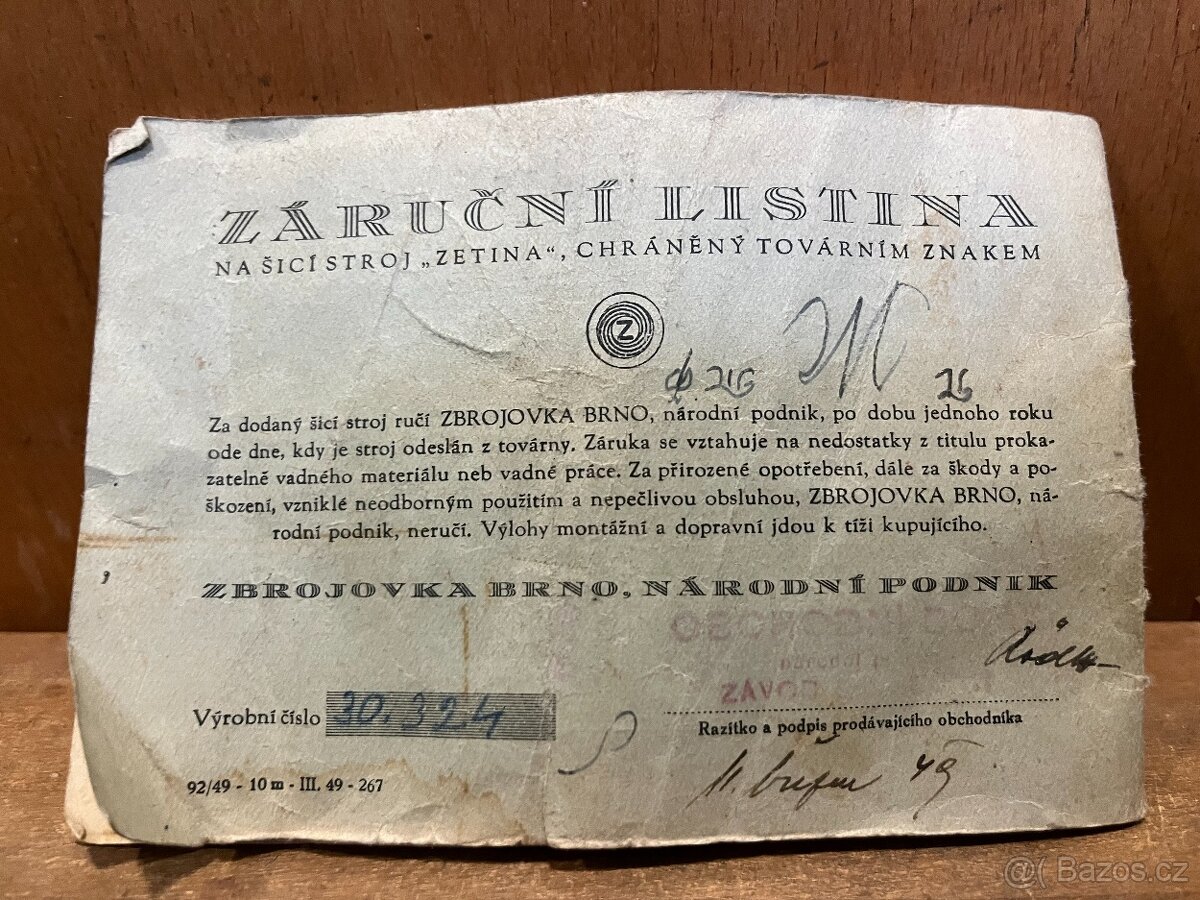 ZÁRUČNÍ LISTINA
NA ŠICÍ STROJ „ZETINA“, CHRÁNĚNÝ TOVÁRNÍM ZNAKEM
Z
26
Za dodaný šicí stroj ručí ZBROJOVKA BRNO, národní podnik, po dobu jednoho roku
ode dne, kdy je stroj odeslán z továrny. Záruka se vztahuje na nedostatky z titulu proka-
zatelně vadného materiálu neb vadné práce. Za přirozené opotřebení, dále za škody a po-
škození, vzniklé neodborným použitím a nepečlivou obsluhou, ZBROJOVKA BRNO, ná-
rodní podnik, neručí. Výlohy montážní a dopravní jdou k tíži kupujícího.
ZBROJOVKA BRNO, NÁRODNÍ PODNIK
národní
ZÁVOD
Výrobní číslo 30.324
Razítko a podpis prodávajícího obchodníka
49
92/49 - 10 m - III. 49 - 267
@( Bazos.cz